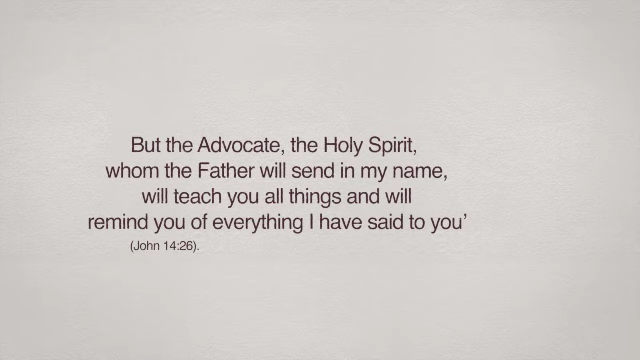 But the Advocate, the Holy Spirit,
whom the Father will send in my name,
will teach you all things and will
remind you of everything I have said to you’
(John 14:26).